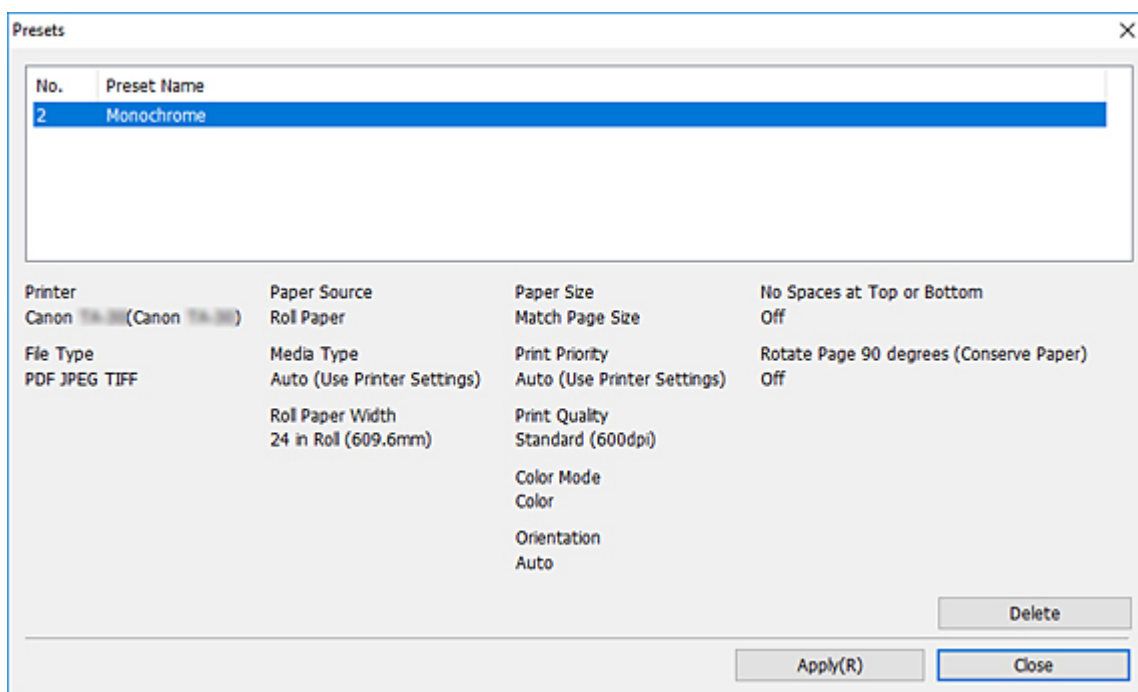 Presets
No. Preset Name
2 Monochrome
Printer
Canon (Canon )
File Type
PDF JPEG TIFF
Paper Source
Roll Paper
Media Type
Auto (Use Printer Settings)
Roll Paper Width
24 in Roll (609.6mm)
Paper Size
Match Page Size
Print Priority
Auto (Use Printer Settings)
Print Quality
Standard (600dpi)
Color Mode
Color
Orientation
Auto
No Spaces at Top or Bottom
Off
Rotate Page 90 degrees (Conserve Paper)
Off
Delete
Apply(R)
Close